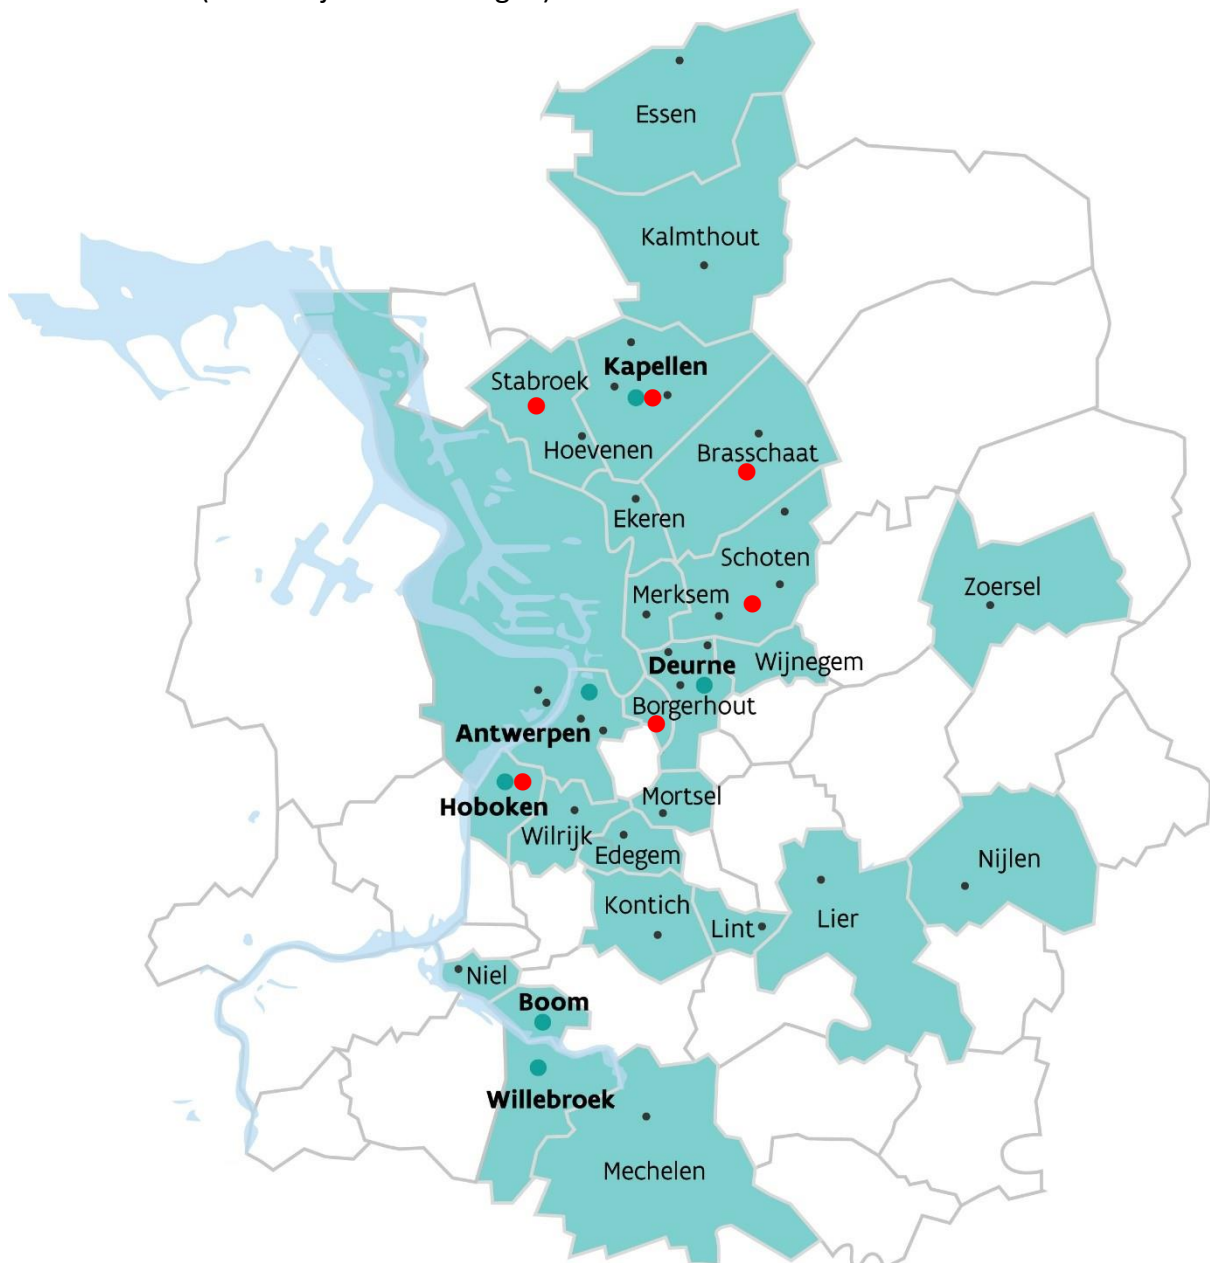 Essen
Kalmthout
Kapellen
Stabroek
Hoevenen
Brasschaat
Ekeren
Schoten
Merksem
Zoersel
Deurne
Wijnegem
Borgerhout
Antwerpen
Hoboken
Mortsel
Wilrijk
Edegem
Nijlen
Kontich
Lint
Lier
Niel
Boom
Willebroek
Mechelen